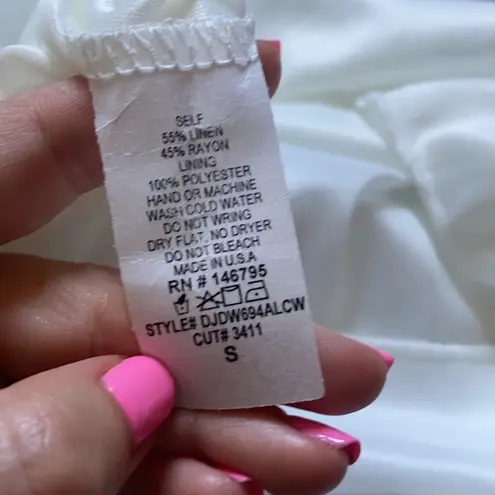 SELF
55% LINEN
45% RAYON
LINING
100% POLYESTER
HAND OR MACHINE
WASH COLD WATER
DO NOT WRING
DRY FLAT, NO DRYER
DO NOT BLEACH
MADE IN U.S.A
RN # 146795
STYLE# DJDW694ALCW
CUT# 3411
S